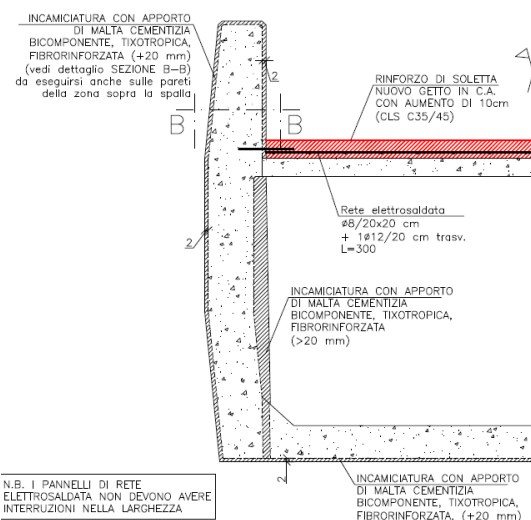 INCAMICIATURA CON APPORTO
DI MALTA CEMENTIZIA
BICOMPONENTE, TIXOTROPICA,
FIBRORINFORZATA (+20 mm)
(vedi dettaglio SEZIONE B-B)
da eseguirsi anche sulle pareti
della zona sopra la spalla
2
RINFORZO DI SOLETTA
NUOVO GETTO IN C.A.
CON AUMENTO DI 10cm
(CLS C35/45)
B
B
Rete elettrosaldata
ø8/20x20 cm
+ 1ø12/20 cm trasv.
L=300
2
INCAMICIATURA CON APPORTO
DI MALTA CEMENTIZIA
BICOMPONENTE, TIXOTROPICA,
FIBRORINFORZATA
(>20 mm)
N.B. I PANNELLI DI RETE
ELETTROSALDATA NON DEVONO AVERE
INTERRUZIONI NELLA LARGHEZZA
2
INCAMICIATURA CON APPORTO
DI MALTA CEMENTIZIA
BICOMPONENTE, TIXOTROPICA,
FIBRORINFORZATA. (+20 mm)